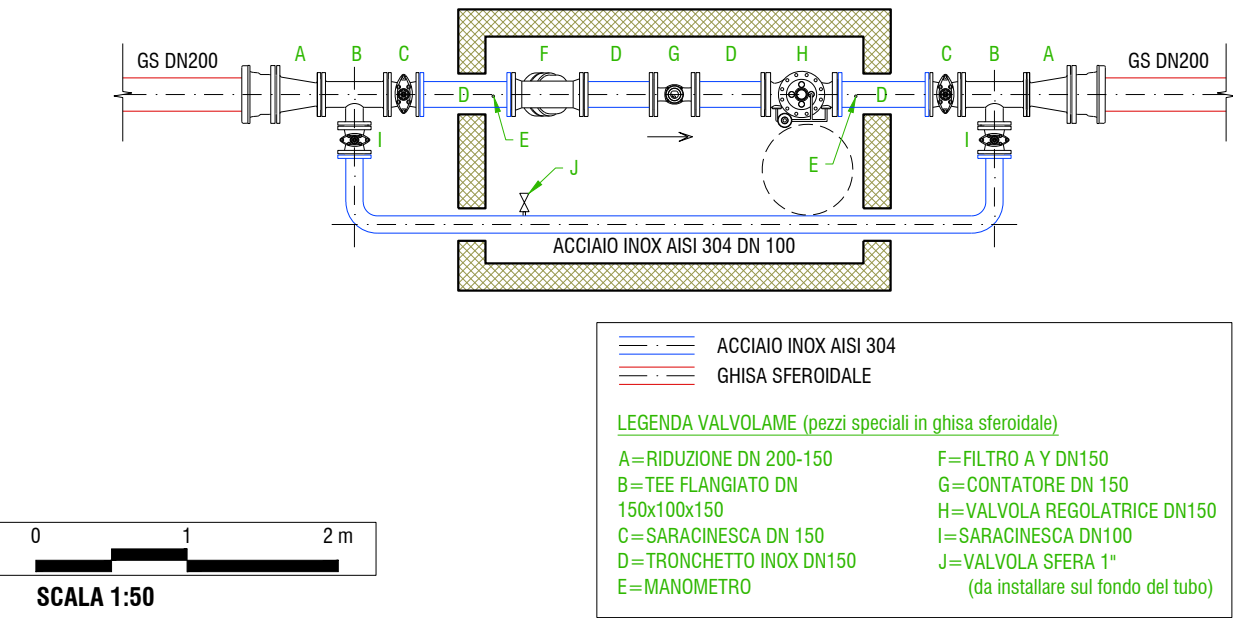 A B C F D G D H C B A
GS DN200
GS DN200
D
D
E
E
I
I
J
ACCIAIO INOX AISI 304 DN 100
ACCIAIO INOX AISI 304
GHISA SFEROIDALE
LEGENDA VALVOLAME (pezzi speciali in ghisa sferoidale)
A=RIDUZIONE DN 200-150
B=TEE FLANGIATO DN
150x100x150
C=SARACINESCA DN 150
D=TRONCHETTO INOX DN150
E=MANOMETRO
F=FILTRO A Y DN150
G=CONTATORE DN 150
H=VALVOLA REGOLATRICE DN150
I=SARACINESCA DN100
J=VALVOLA SFERA 1"
(da installare sul fondo del tubo)
0 1 2 m
SCALA 1:50